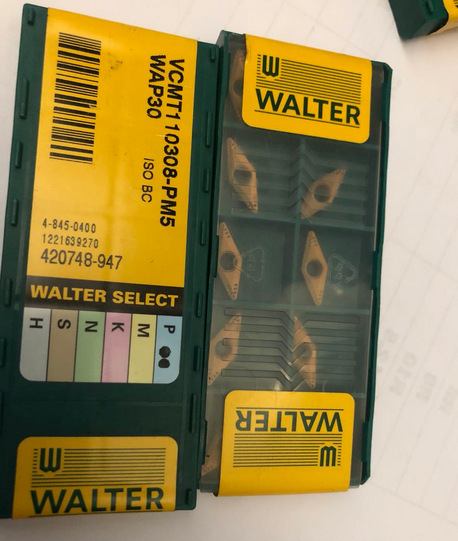 VCMT110308-PM5
WAP30
ISO BC
4-845-0400
1221639270
420748-947
WALTER SELECT
P
M
K
N
S
H
WALTER
WALTER
WALTER